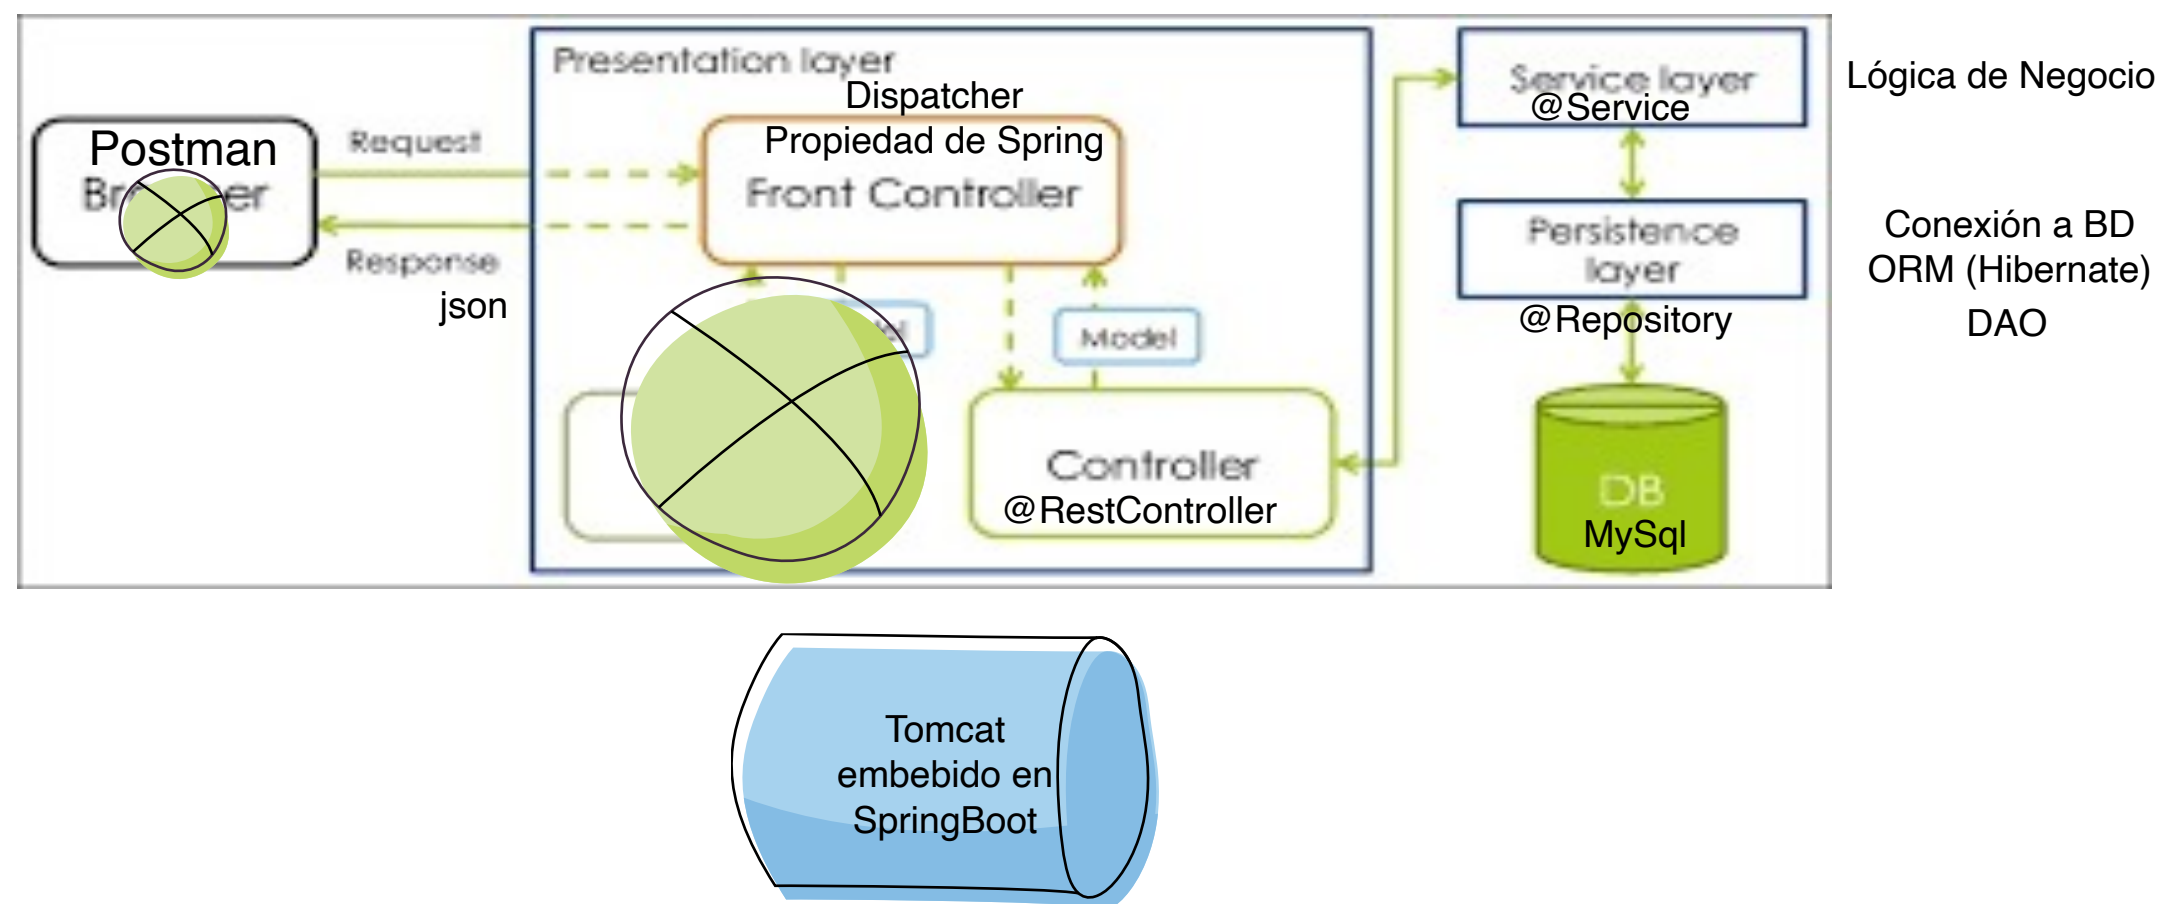 Presentation layer
Dispatcher
Propiedad de Spring
Front Controller
Postman
Request
Response
json
Model
Controller
@RestController
Service layer
@Service
Lógica de Negocio
Persistence
layer
@Repository
Conexión a BD
ORM (Hibernate)
DAO
DB
MySql
Tomcat
embebido en
SpringBoot